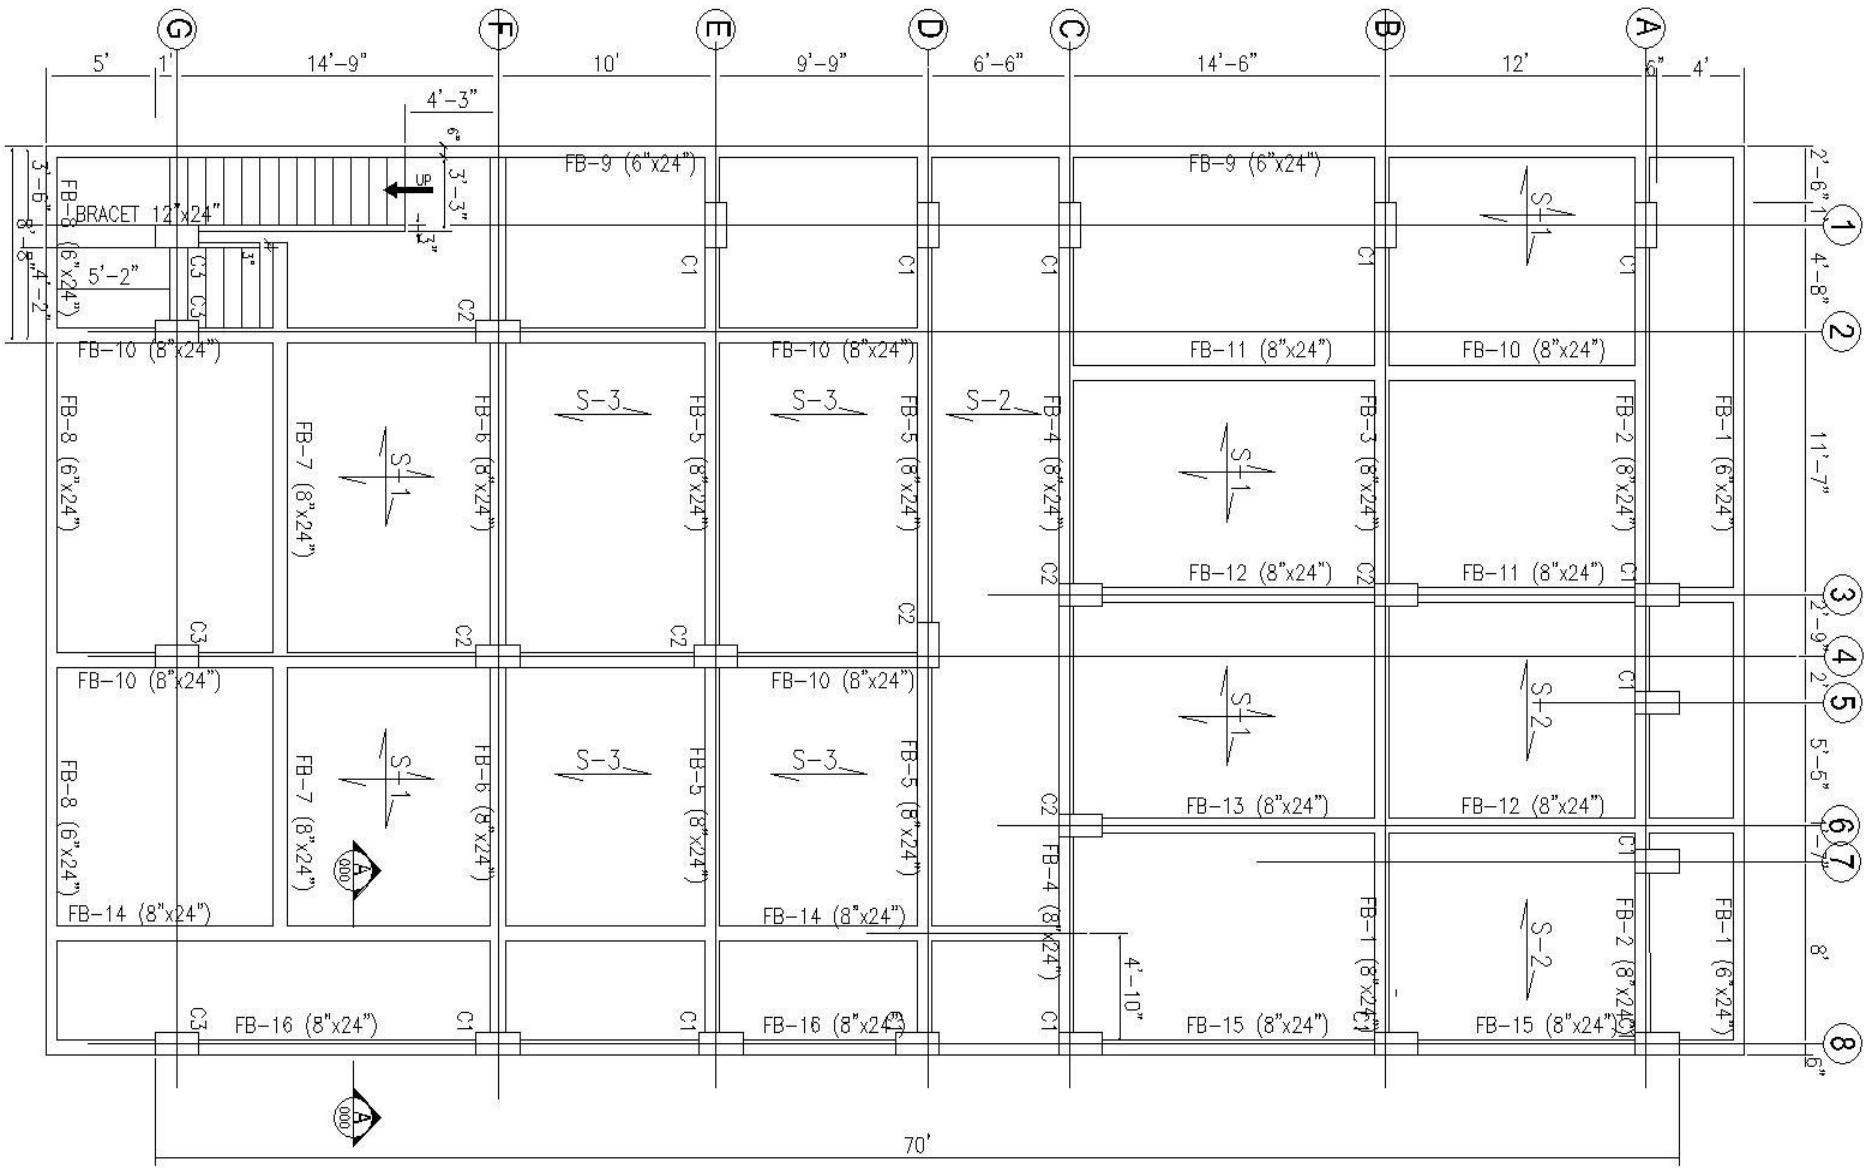 G F E D C B A
5' 1' 14'-9" 10' 9'-9" 6'-6" 14'-6" 12' 6" 4'
4'-3"
6"
FB-9 (6"x24") FB-9 (6"x24")
3'-6" 3'-3" UP 2'-6"
FB-8 (6"x24")
BRACET 12"x24" S-1 1' 1
8'-8" 3"
3"
C3 C1 C1 C1 C1 C1
5'-2" 4'-8"
4'-2" C3 C2 2
FB-10 (8"x24") FB-10 (8"x24") FB-11 (8"x24") FB-10 (8"x24")
S-3 S-3 S-2
FB-8 (6"x24") FB-7 (8"x24") S-1 FB-6 (8"x24") FB-5 (8"x24") FB-5 (8"x24") FB-4 (8"x24") S-1 FB-3 (8"x24") FB-2 (8"x24") FB-1 (6"x24") 11'-7"
C2 FB-12 (8"x24") C2 FB-11 (8"x24") C1 3
C3 C2 C2 C2 2'-9" 4
FB-10 (8"x24") FB-10 (8"x24") C1 2' 5
S-1 S-2
S-3 S-3
FB-8 (6"x24") FB-7 (8"x24") S-1 FB-6 (8"x24") FB-5 (8"x24") FB-5 (8"x24") 5'-5"
C2 FB-13 (8"x24") FB-12 (8"x24") 6
C1 7
A
000
FB-14 (8"x24") FB-14 (8"x24")
FB-4 (8"x24") FB-1 (8"x24") FB-2 (8"x24") FB-1 (6"x24")
S-2 8'
4'-10"
C3 FB-16 (8"x24") C1 C1 FB-16 (8"x24") C1 C1 FB-15 (8"x24") C1 FB-15 (8"x24") C1 8
6"
A
000
70'